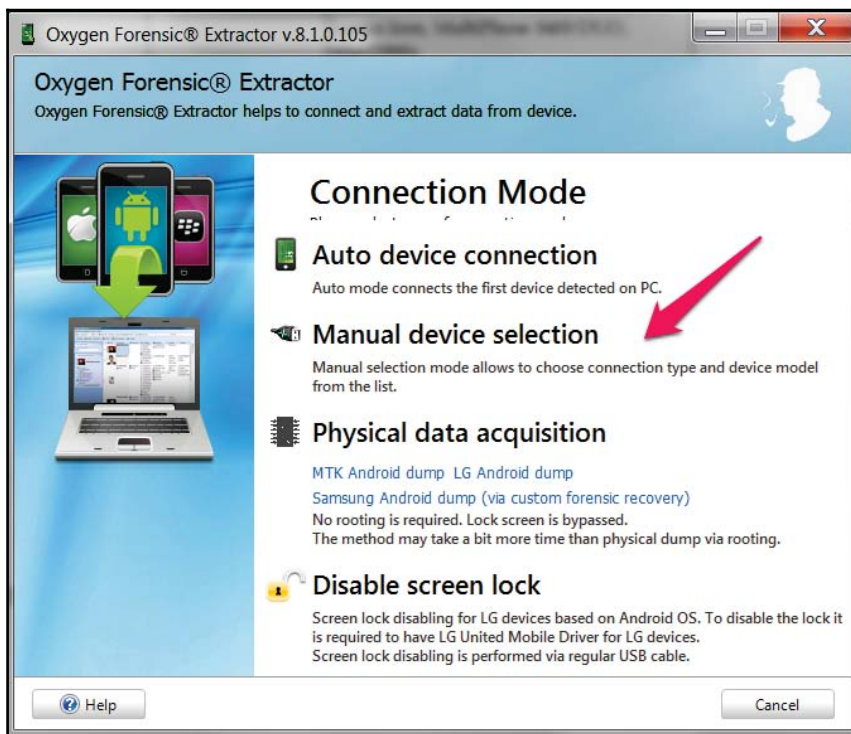 Oxygen Forensic® Extractor v.8.1.0.105
Oxygen Forensic® Extractor
Oxygen Forensic® Extractor helps to connect and extract data from device.
Connection Mode
Auto device connection
Auto mode connects the first device detected on PC.
Manual device selection
Manual selection mode allows to choose connection type and device model
from the list.
Physical data acquisition
MTK Android dump LG Android dump
Samsung Android dump (via custom forensic recovery)
No rooting is required. Lock screen is bypassed.
The method may take a bit more time than physical dump via rooting.
Disable screen lock
Screen lock disabling for LG devices based on Android OS. To disable the lock it
is required to have LG United Mobile Driver for LG devices.
Screen lock disabling is performed via regular USB cable.
Help
Cancel